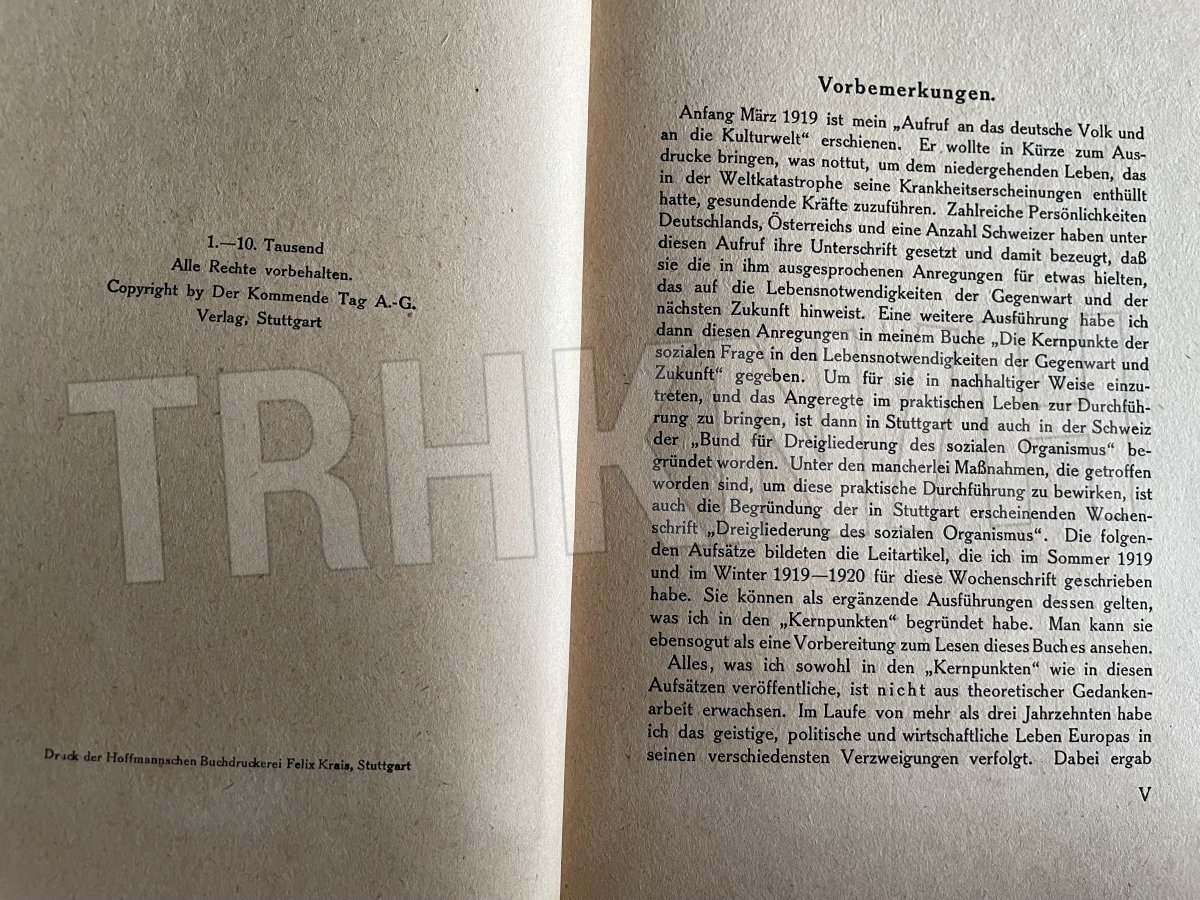 1.—10. Tausend
Alle Rechte vorbehalten.
Copyright by Der Kommende Tag A.-G.
Verlag, Stuttgart
Druck der Hoffmannschen Buchdruckerei Felix Krais, Stuttgart
Vorbemerkungen.
Anfang März 1919 ist mein „Aufruf an das deutsche Volk und
an die Kulturwelt“ erschienen. Er wollte in Kürze zum Aus-
drucke bringen, was nottut, um dem niedergehenden Leben, das
in der Weltkatastrophe seine Krankheitserscheinungen enthüllt
hatte, gesundende Kräfte zuzuführen. Zahlreiche Persönlichkeiten
Deutschlands, Österreichs und eine Anzahl Schweizer haben unter
diesen Aufruf ihre Unterschrift gesetzt und damit bezeugt, daß
sie die in ihm ausgesprochenen Anregungen für etwas hielten,
das auf die Lebensnotwendigkeiten der Gegenwart und der
nächsten Zukunft hinweist. Eine weitere Ausführung habe ich
dann diesen Anregungen in meinem Buche „Die Kernpunkte der
sozialen Frage in den Lebensnotwendigkeiten der Gegenwart und
Zukunft“ gegeben. Um für sie in nachhaltiger Weise einzu-
treten, und das Angeregte im praktischen Leben zur Durchfüh-
rung zu bringen, ist dann in Stuttgart und auch in der Schweiz
der „Bund für Dreigliederung des sozialen Organismus“ be-
gründet worden. Unter den mancherlei Maßnahmen, die getroffen
worden sind, um diese praktische Durchführung zu bewirken, ist
auch die Begründung der in Stuttgart erscheinenden Wochen-
schrift „Dreigliederung des sozialen Organismus“. Die folgen-
den Aufsätze bildeten die Leitartikel, die ich im Sommer 1919
und im Winter 1919—1920 für diese Wochenschrift geschrieben
habe. Sie können als ergänzende Ausführungen dessen gelten,
was ich in den „Kernpunkten“ begründet habe. Man kann sie
ebensogut als eine Vorbereitung zum Lesen dieses Buches ansehen.
Alles, was ich sowohl in den „Kernpunkten“ wie in diesen
Aufsätzen veröffentliche, ist nicht aus theoretischer Gedanken-
arbeit erwachsen. Im Laufe von mehr als drei Jahrzehnten habe
ich das geistige, politische und wirtschaftliche Leben Europas in
seinen verschiedensten Verzweigungen verfolgt. Dabei ergab
V